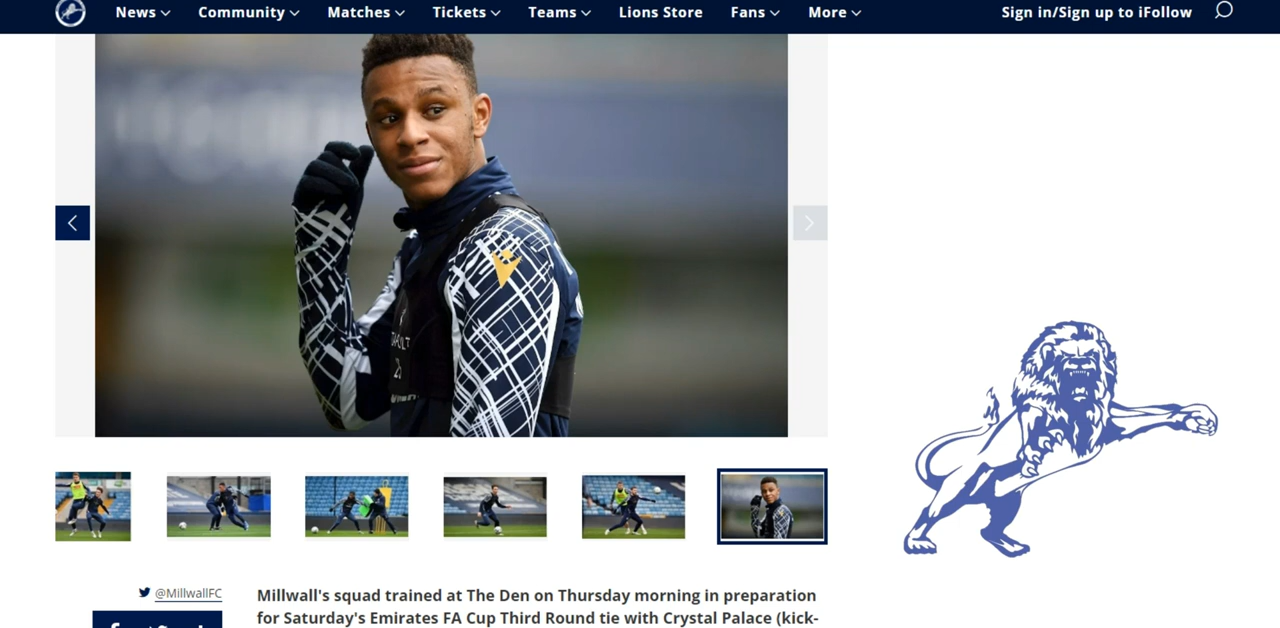 News Community Matches Tickets Teams Lions Store Fans More Sign in/Sign up to iFollow
@MillwallFC
Millwall's squad trained at The Den on Thursday morning in preparation
for Saturday's Emirates FA Cup Third Round tie with Crystal Palace (kick-